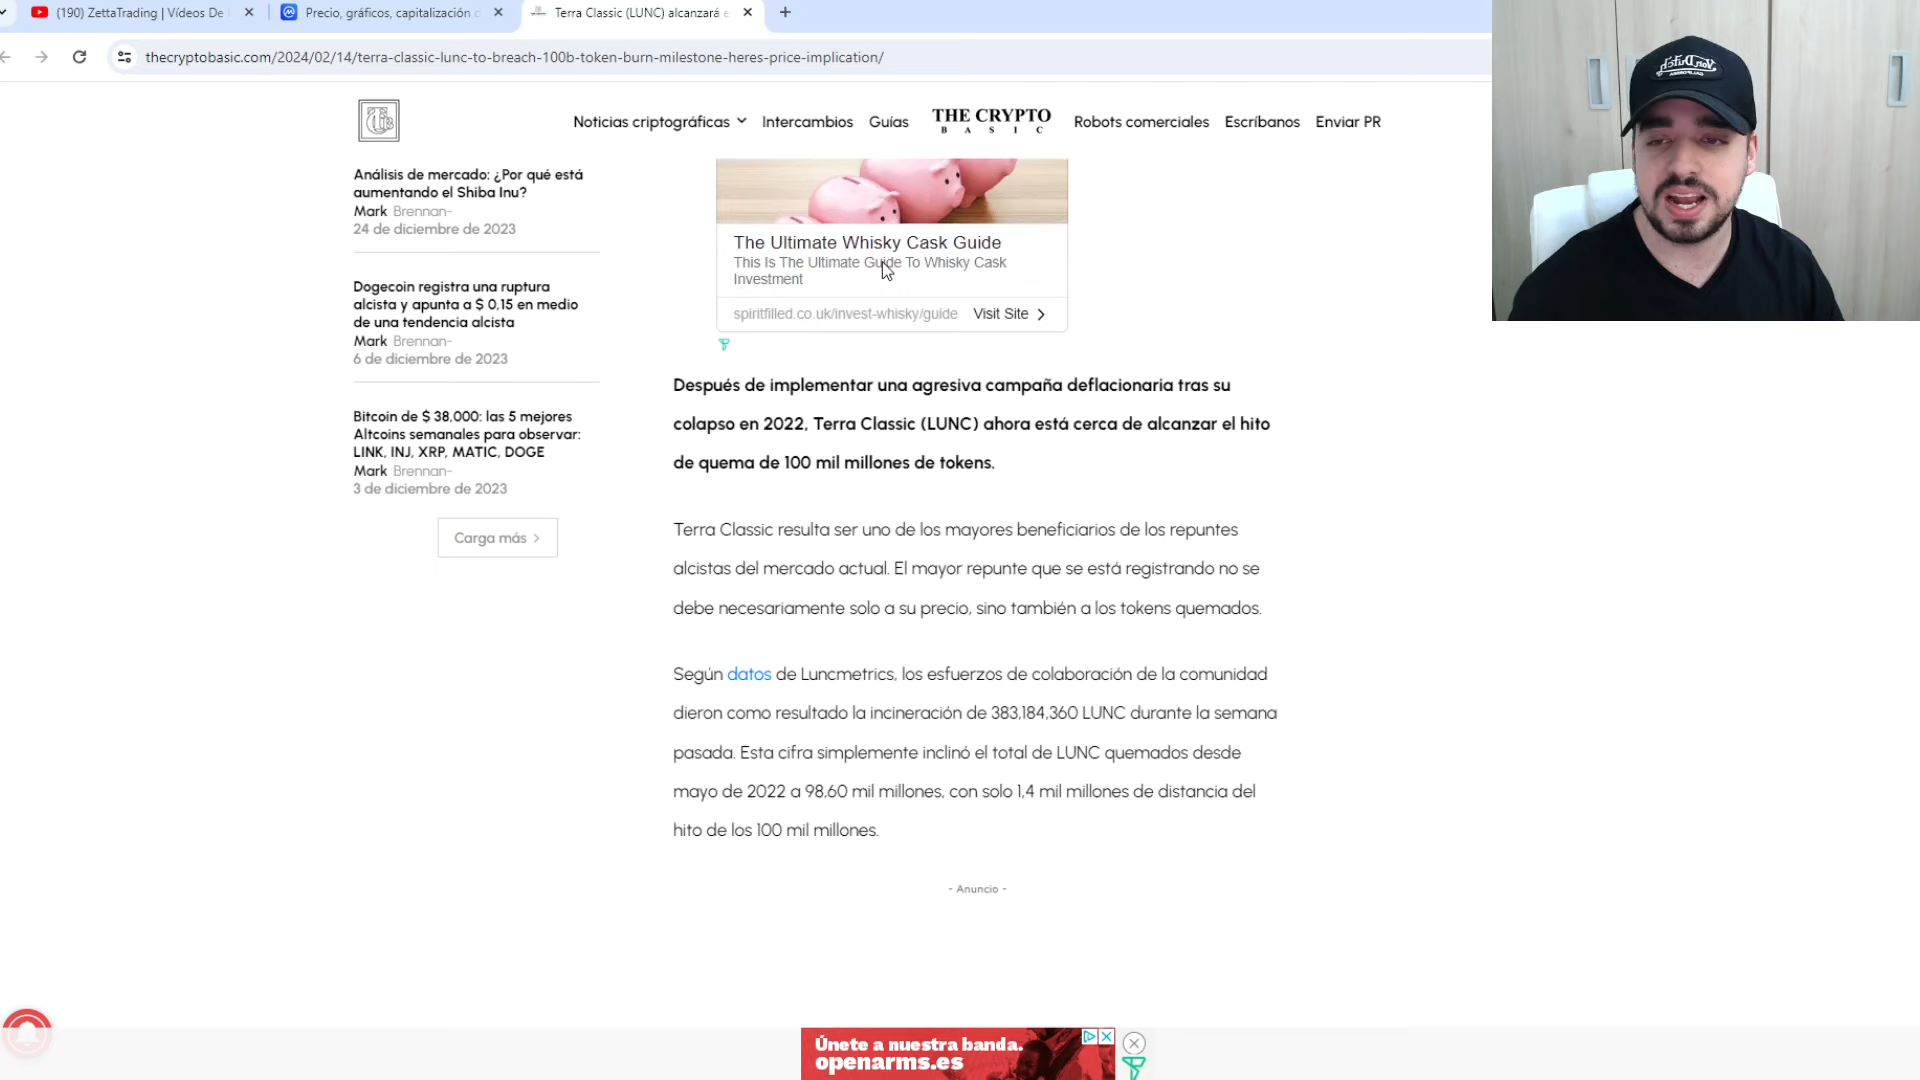 (190) ZettaTrading | Vídeos De
Precio, gráficos, capitalización
Terra Classic (LUNC) alcanzará
thecryptobasic.com/2024/02/14/terra-classic-lunc-to-breach-100b-token-burn-milestone-heres-price-implication/
Noticias criptográficas
Intercambios
Guías
THE CRYPTO
BASIC
Robots comerciales
Escríbanos
Enviar PR
Análisis de mercado: ¿Por qué está
aumentando el Shiba Inu?
Mark Brennan-
24 de diciembre de 2023
Dogecoin registra una ruptura
alcista y apunta a $ 0,15 en medio
de una tendencia alcista
Mark Brennan-
6 de diciembre de 2023
Bitcoin de $ 38,000: las 5 mejores
Altcoins semanales para observar:
LINK, INJ, XRP, MATIC, DOGE
Mark Brennan-
3 de diciembre de 2023
Carga más
The Ultimate Whisky Cask Guide
This Is The Ultimate Guide To Whisky Cask
Investment
spiritfilled.co.uk/invest-whisky/guide
Visit Site
Después de implementar una agresiva campaña deflacionaria tras su
colapso en 2022, Terra Classic (LUNC) ahora está cerca de alcanzar el hito
de quema de 100 mil millones de tokens.
Terra Classic resulta ser uno de los mayores beneficiarios de los repuntes
alcistas del mercado actual. El mayor repunte que se está registrando no se
debe necesariamente solo a su precio, sino también a los tokens quemados.
Según datos de Luncmetrics, los esfuerzos de colaboración de la comunidad
dieron como resultado la incineración de 383,184,360 LUNC durante la semana
pasada. Esta cifra simplemente inclinó el total de LUNC quemados desde
mayo de 2022 a 98,60 mil millones, con solo 1,4 mil millones de distancia del
hito de los 100 mil millones.
- Anuncio -
Únete a nuestra banda.
openarms.es
Von Dutch